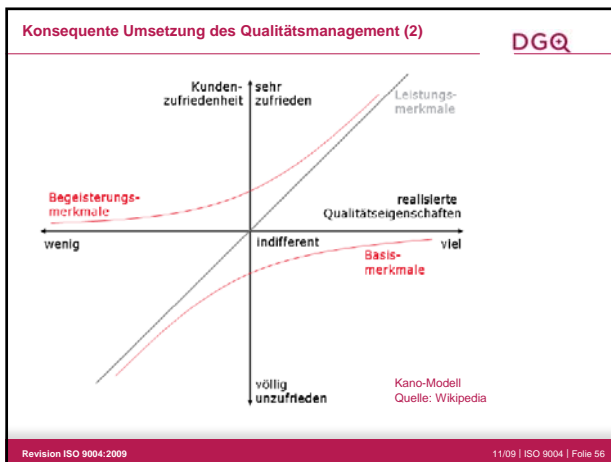 Konsequente Umsetzung des Qualitätsmanagement (2)
DGQ
Kunden-
zufriedenheit
sehr
zufrieden
Leistungs-
merkmale
Begeisterungs-
merkmale
realisierte
Qualitätseigenschaften
wenig
indifferent
viel
Basis-
merkmale
völlig
unzufrieden
Kano-Modell
Quelle: Wikipedia
Revision ISO 9004:2009
11/09 | ISO 9004 | Folie 56